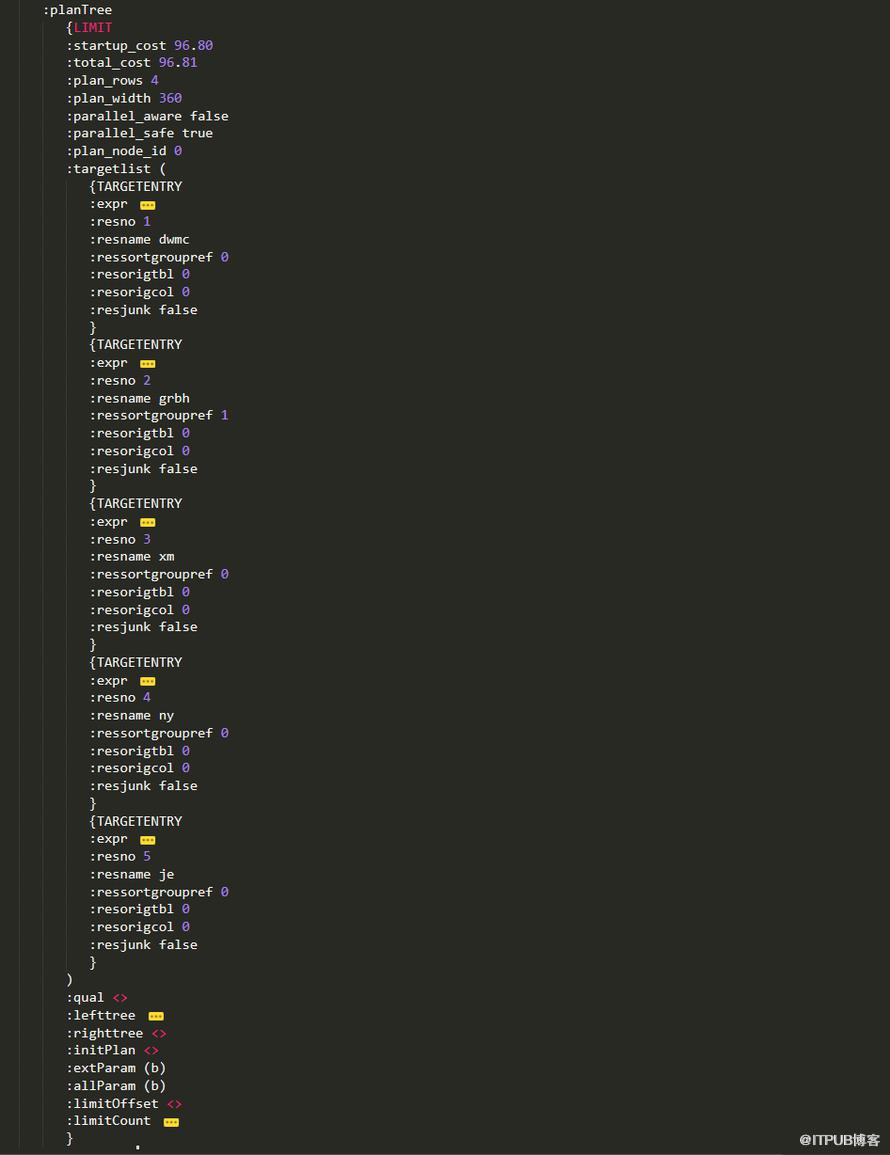 :planTree
{LIMIT
:startup_cost 96.80
:total_cost 96.81
:plan_rows 4
:plan_width 360
:parallel_aware false
:parallel_safe true
:plan_node_id 0
:targetlist (
{TARGETENTRY
:expr
:resno 1
:resname dwmc
:ressortgroupref 0
:resorigtbl 0
:resorigcol 0
:resjunk false
}
{TARGETENTRY
:expr
:resno 2
:resname grbh
:ressortgroupref 1
:resorigtbl 0
:resorigcol 0
:resjunk false
}
{TARGETENTRY
:expr
:resno 3
:resname xm
:ressortgroupref 0
:resorigtbl 0
:resorigcol 0
:resjunk false
}
{TARGETENTRY
:expr
:resno 4
:resname ny
:ressortgroupref 0
:resorigtbl 0
:resorigcol 0
:resjunk false
}
{TARGETENTRY
:expr
:resno 5
:resname je
:ressortgroupref 0
:resorigtbl 0
:resorigcol 0
:resjunk false
}
)
:qual <>
:lefttree
:righttree <>
:initPlan <>
:extParam (b)
:allParam (b)
:limitOffset <>
:limitCount
}
@ITPUB博客